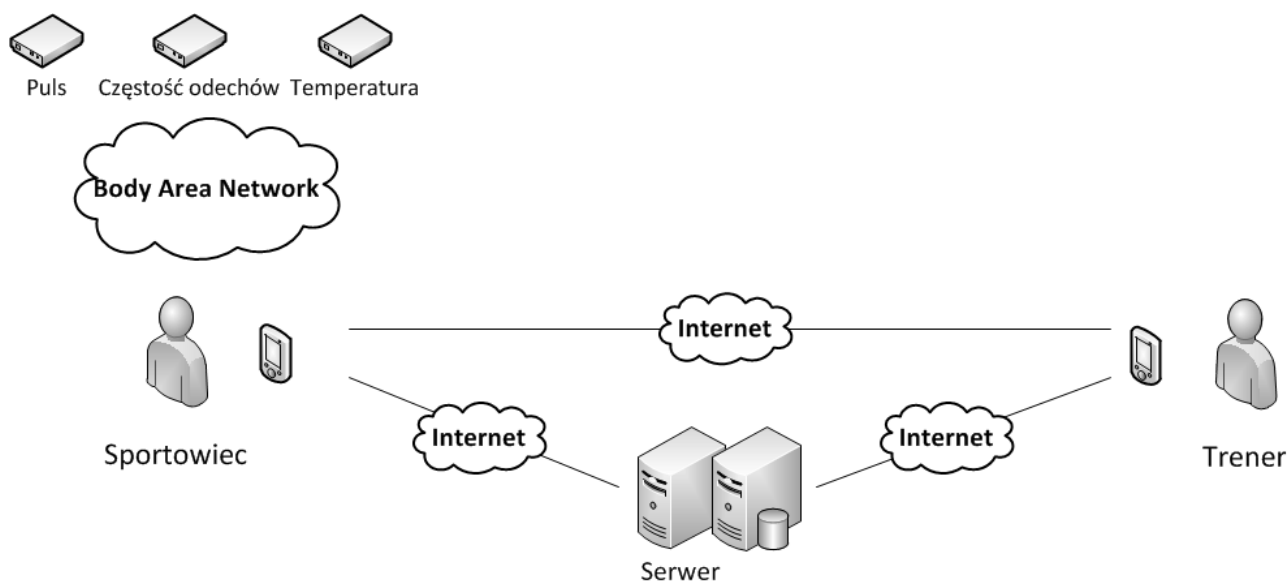 Puls
Częstość odechów
Temperatura
Body Area Network
Internet
Internet
Internet
Sportowiec
Trener
Serwer